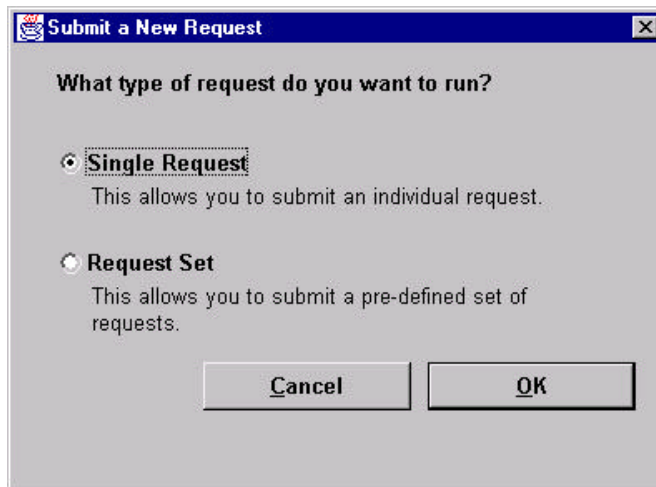 Submit a New Request
What type of request do you want to run?
Single Request
This allows you to submit an individual request.
Request Set
This allows you to submit a pre-defined set of
requests.
Cancel
OK